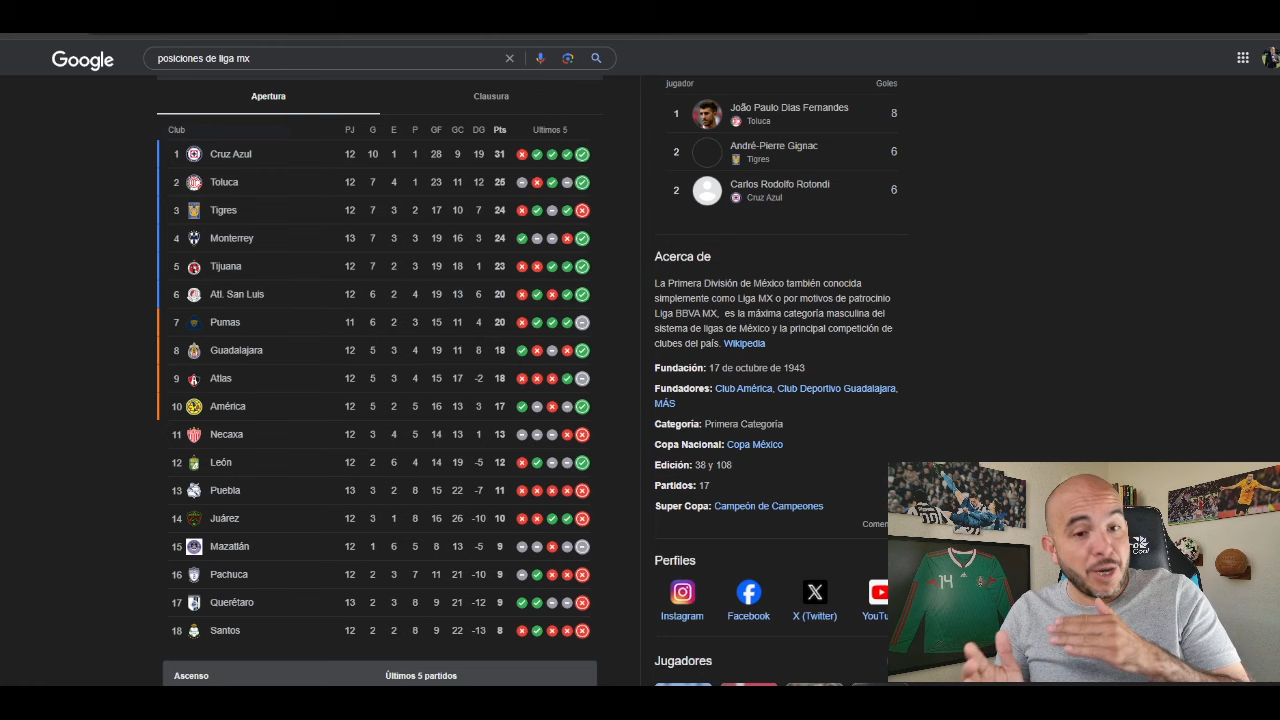 Google
posiciones de liga mx
Apertura Clausura
Club PJ G E P GF GC DG Pts Ultimos 5
1 Cruz Azul 12 10 1 1 28 9 19 31
2 Toluca 12 7 4 1 23 11 12 25
3 Tigres 12 7 3 2 17 10 7 24
4 Monterrey 13 7 3 3 19 16 3 24
5 Tijuana 12 7 2 3 19 18 1 23
6 Atl. San Luis 12 6 2 4 19 13 6 20
7 Pumas 11 6 2 3 15 11 4 20
8 Guadalajara 12 5 3 4 19 11 8 18
9 Atlas 12 5 3 4 15 17 -2 18
10 América 12 5 2 5 16 13 3 17
11 Necaxa 12 3 4 5 14 13 1 13
12 León 12 2 6 4 14 19 -5 12
13 Puebla 13 3 2 8 15 22 -7 11
14 Juárez 12 3 1 8 16 26 -10 10
15 Mazatlán 12 1 6 5 8 13 -5 9
16 Pachuca 12 2 3 7 11 21 -10 9
17 Querétaro 13 2 3 8 9 21 -12 9
18 Santos 12 2 2 8 9 22 -13 8
Ascenso Últimos 5 partidos
jugador Goles
1 João Paulo Dias Fernandes 8
Toluca
2 André-Pierre Gignac 6
Tigres
2 Carlos Rodolfo Rotondi 6
Cruz Azul
Acerca de
La Primera División de México también conocida
simplemente como Liga MX o por motivos de patrocinio
Liga BBVA MX, es la máxima categoría masculina del
sistema de ligas de México y la principal competición de
clubes del país. Wikipedia
Fundación: 17 de octubre de 1943
Fundadores: Club América, Club Deportivo Guadalajara,
MÁS
Categoría: Primera Categoría
Copa Nacional: Copa México
Edición: 38 y 108
Partidos: 17
Super Copa: Campeón de Campeones
Comen
Perfiles
Instagram Facebook X (Twitter) YouTu
Jugadores
14